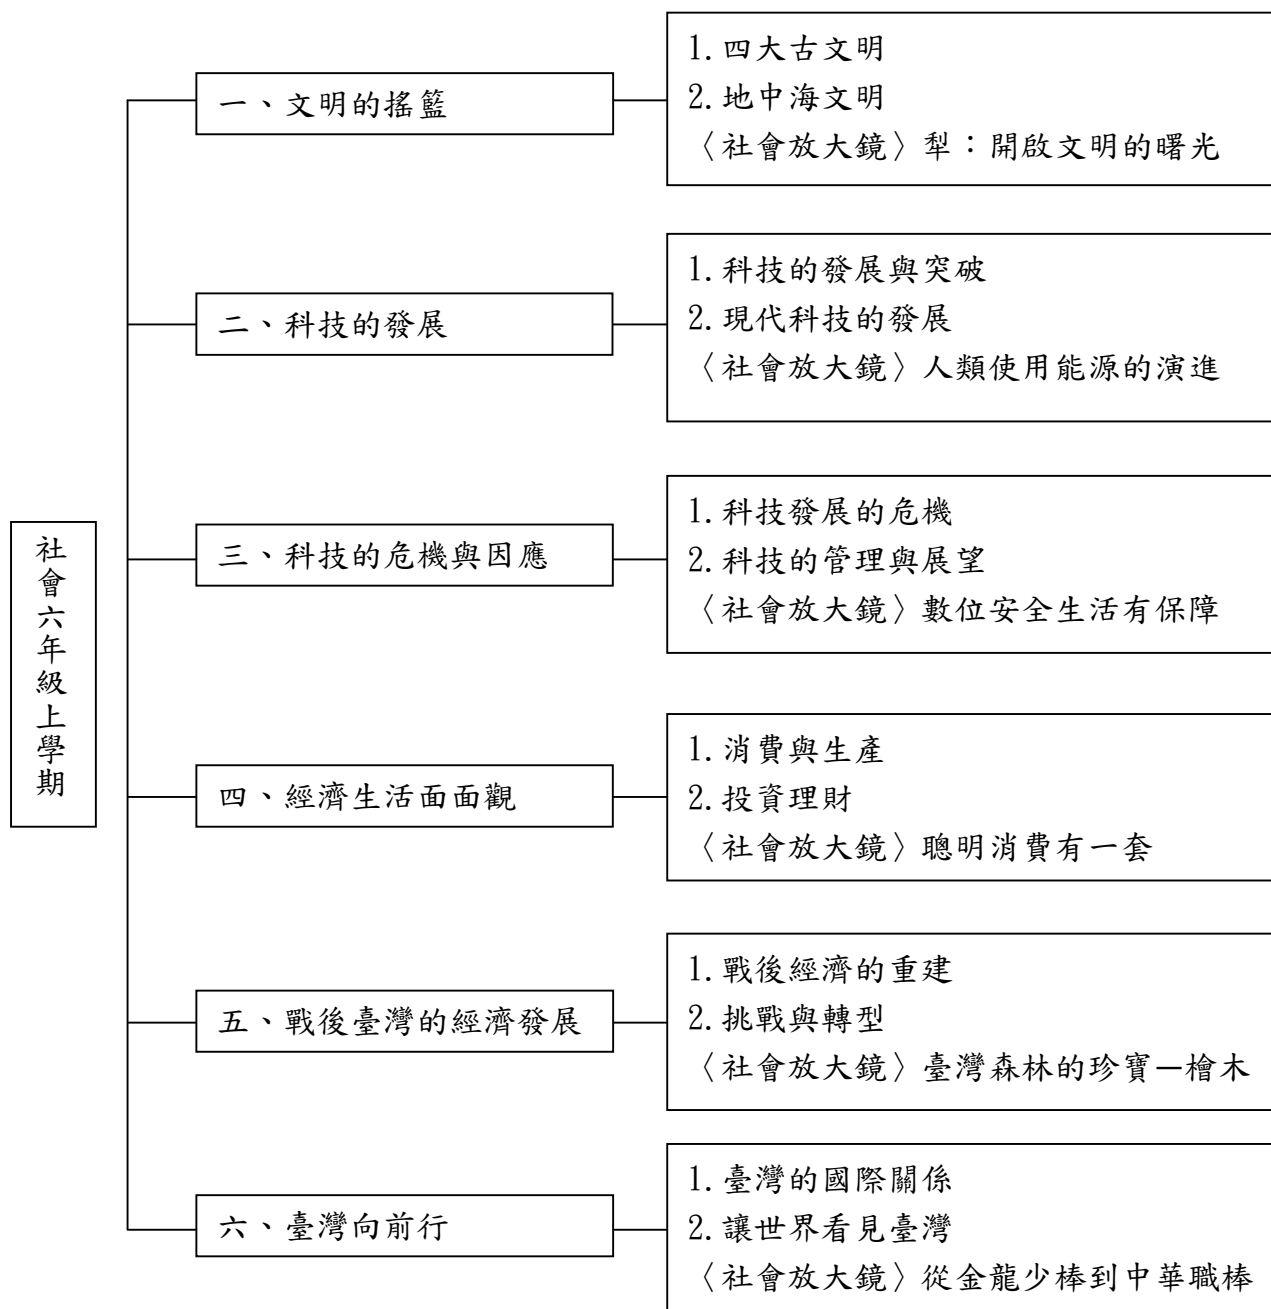 社會六年級上學期
一、文明的搖籃
1.四大古文明
2.地中海文明
〈社會放大鏡〉犁：開啟文明的曙光
二、科技的發展
1.科技的發展與突破
2.現代科技的發展
〈社會放大鏡〉人類使用能源的演進
三、科技的危機與因應
1.科技發展的危機
2.科技的管理與展望
〈社會放大鏡〉數位安全生活有保障
四、經濟生活面面觀
1.消費與生產
2.投資理財
〈社會放大鏡〉聰明消費有一套
五、戰後臺灣的經濟發展
1.戰後經濟的重建
2.挑戰與轉型
〈社會放大鏡〉臺灣森林的珍寶—檜木
六、臺灣向前行
1.臺灣的國際關係
2.讓世界看見臺灣
〈社會放大鏡〉從金龍少棒到中華職棒